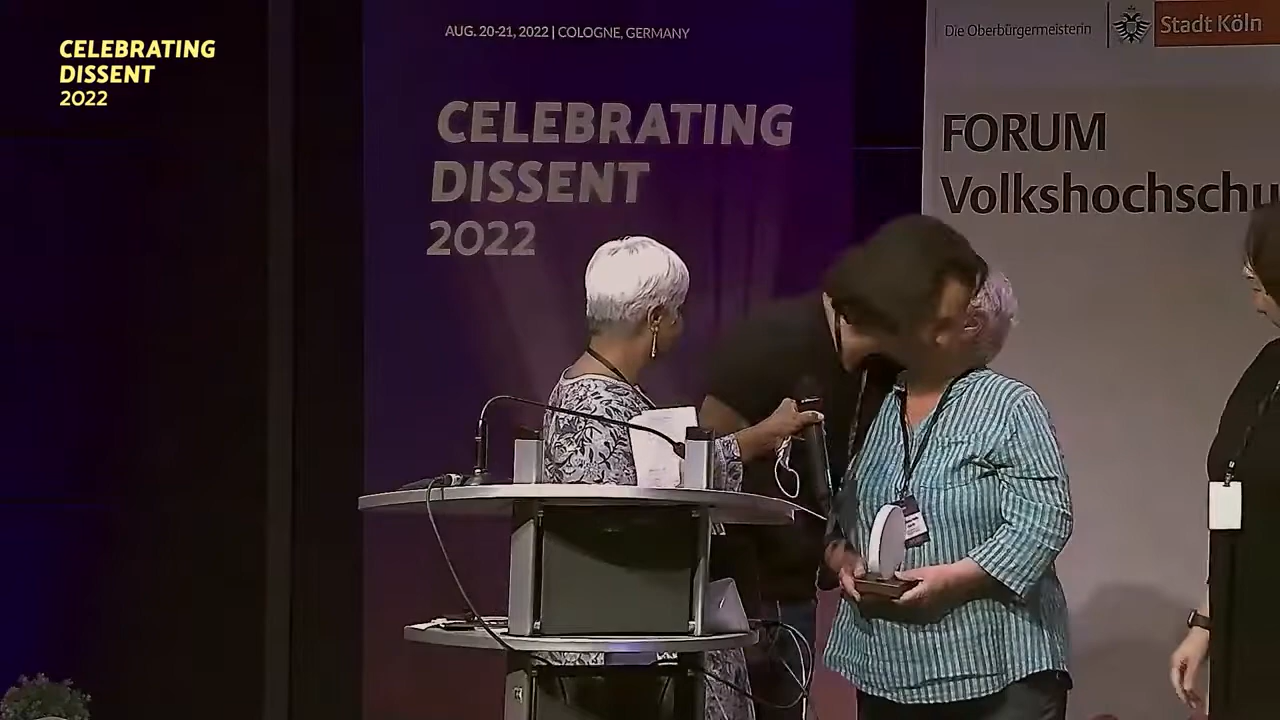 CELEBRATING
DISSENT
2022
AUG. 20-21, 2022 | COLOGNE, GERMANY
CELEBRATING
DISSENT
2022
Die Oberbürgermeisterin
Stadt Köln
FORUM
Volkshochschu